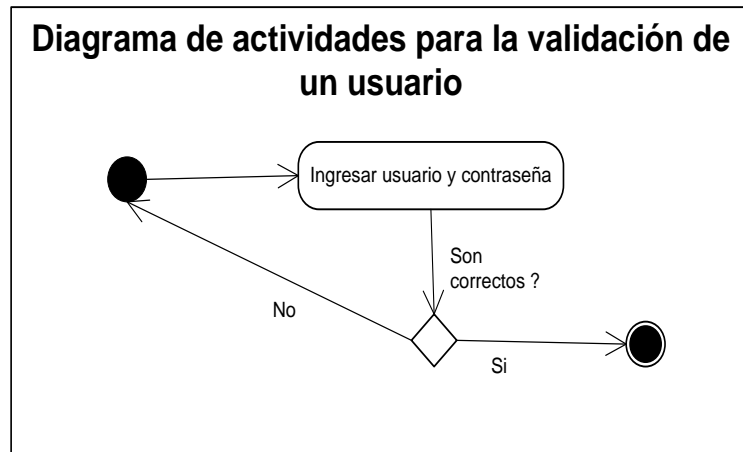 Diagrama de actividades para la validación de
un usuario
Ingresar usuario y contraseña
Son
correctos ?
No
Si